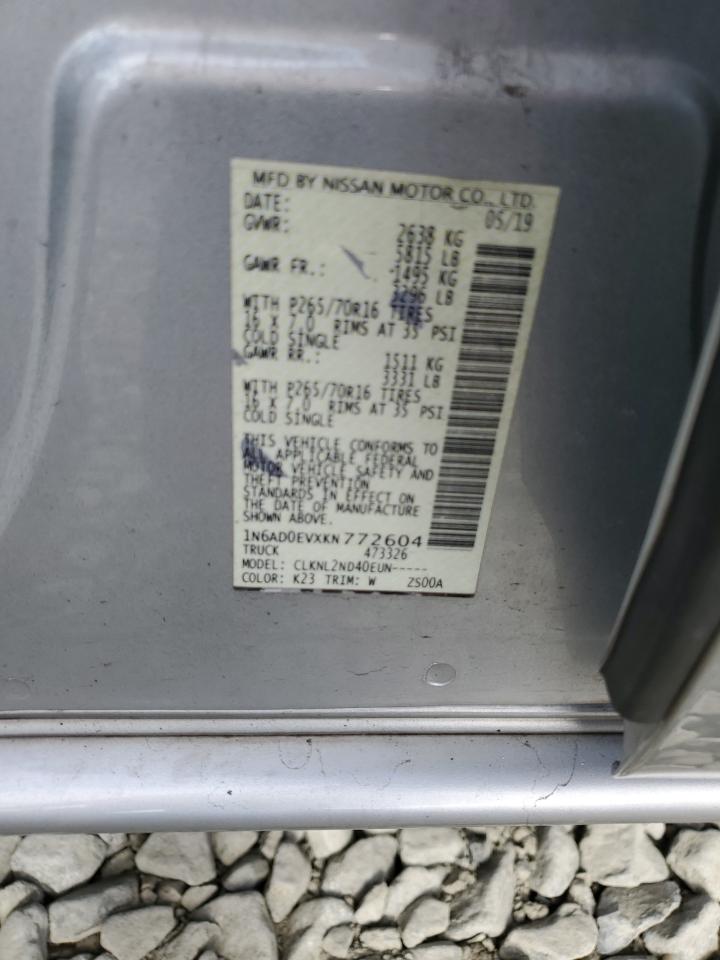 MFD BY NISSAN MOTOR CO., LTD.
DATE: 05/19
GVWR: 2638 KG
5815 LB
GAWR FR.: 1495 KG
3296 LB
WITH P265/70R16 TIRES
16 X 7.0 RIMS AT 35 PSI
COLD SINGLE
GAWR RR.: 1511 KG
3331 LB
WITH P265/70R16 TIRES
16 X 7.0 RIMS AT 35 PSI
COLD SINGLE
THIS VEHICLE CONFORMS TO
ALL APPLICABLE FEDERAL
MOTOR VEHICLE SAFETY AND
THEFT PREVENTION
STANDARDS IN EFFECT ON
THE DATE OF MANUFACTURE
SHOWN ABOVE.
1N6AD0EVXKN772604
TRUCK 473326
MODEL: CLKNL2ND40EUN-----
COLOR: K23 TRIM: W ZS00A